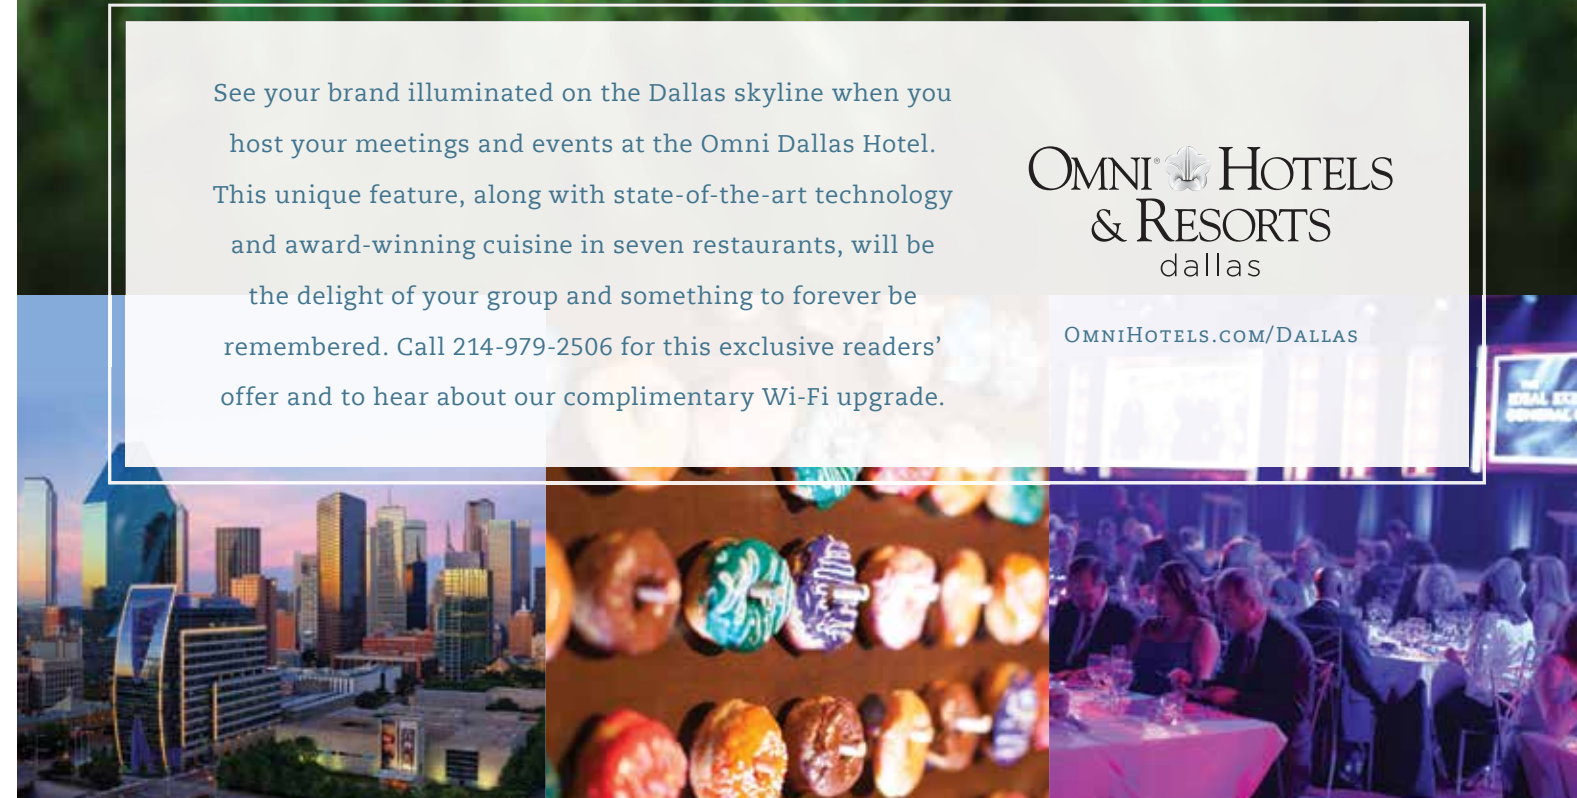 See your brand illuminated on the Dallas skyline when you
host your meetings and events at the Omni Dallas Hotel.
This unique feature, along with state-of-the-art technology
and award-winning cuisine in seven restaurants, will be
the delight of your group and something to forever be
remembered. Call 214-979-2506 for this exclusive readers’
offer and to hear about our complimentary Wi-Fi upgrade.
OMNI® HOTELS
& RESORTS
dallas
OMNIHOTELS.COM/DALLAS
IDEAL
GENERAL